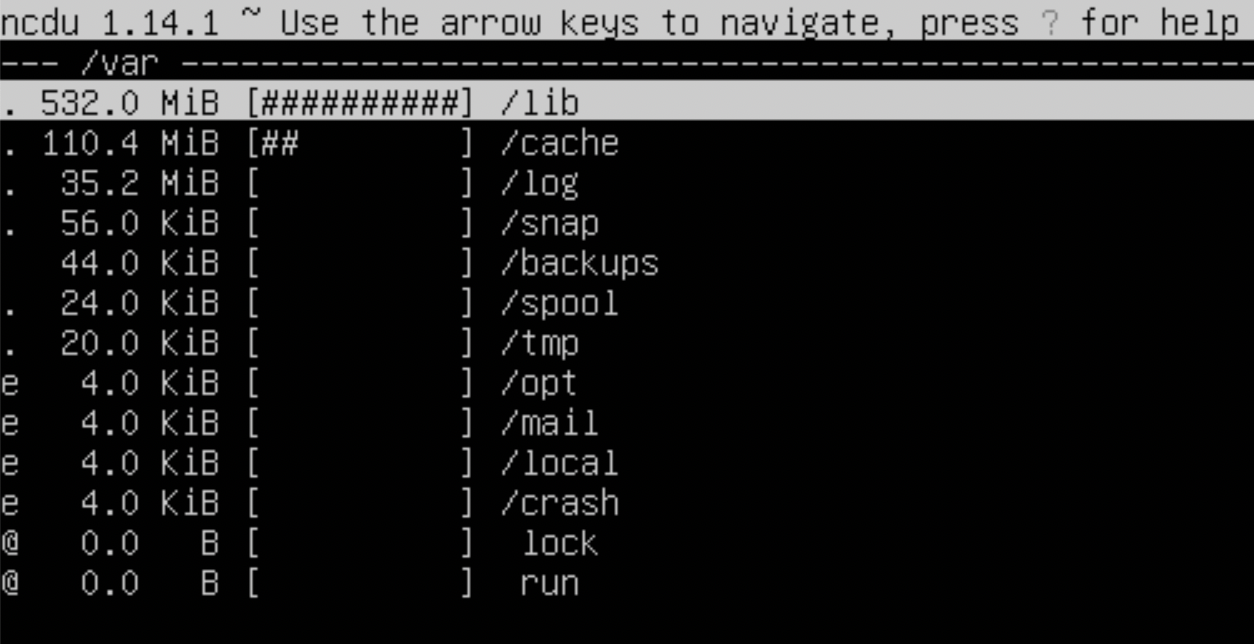 ncdu 1.14.1 ~ Use the arrow keys to navigate, press ? for help
--- /var ------------------------------------------------------
. 532.0 MiB [##########] /lib
. 110.4 MiB [##        ] /cache
.  35.2 MiB [          ] /log
.  56.0 KiB [          ] /snap
   44.0 KiB [          ] /backups
.  24.0 KiB [          ] /spool
.  20.0 KiB [          ] /tmp
e   4.0 KiB [          ] /opt
e   4.0 KiB [          ] /mail
e   4.0 KiB [          ] /local
e   4.0 KiB [          ] /crash
@   0.0   B [          ]  lock
@   0.0   B [          ]  run